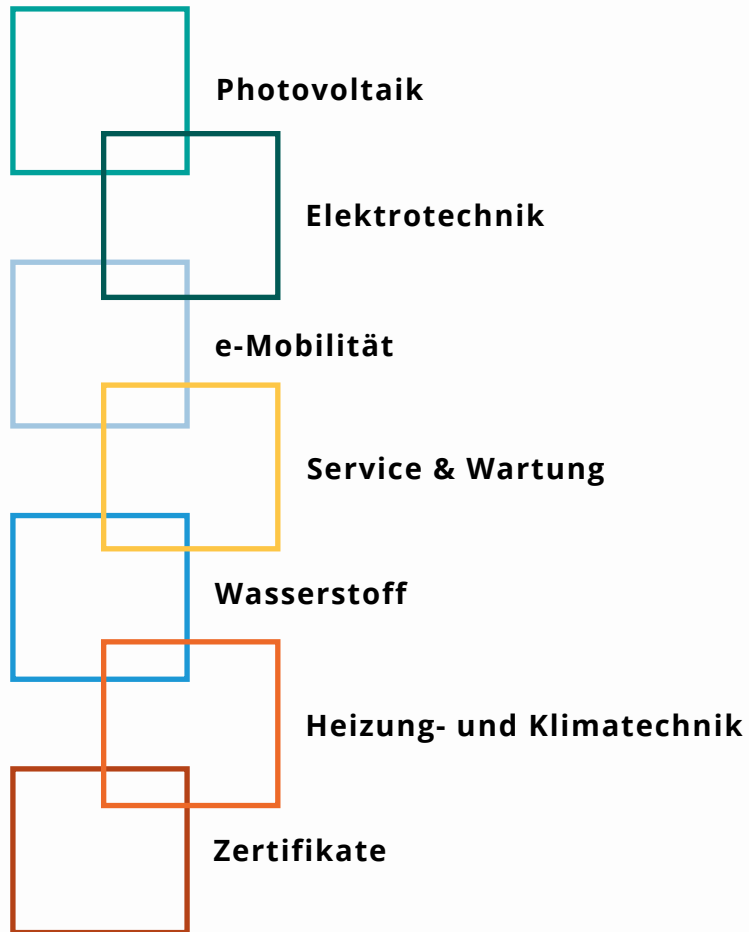 Photovoltaik
Elektrotechnik
e-Mobilität
Service & Wartung
Wasserstoff
Heizung- und Klimatechnik
Zertifikate